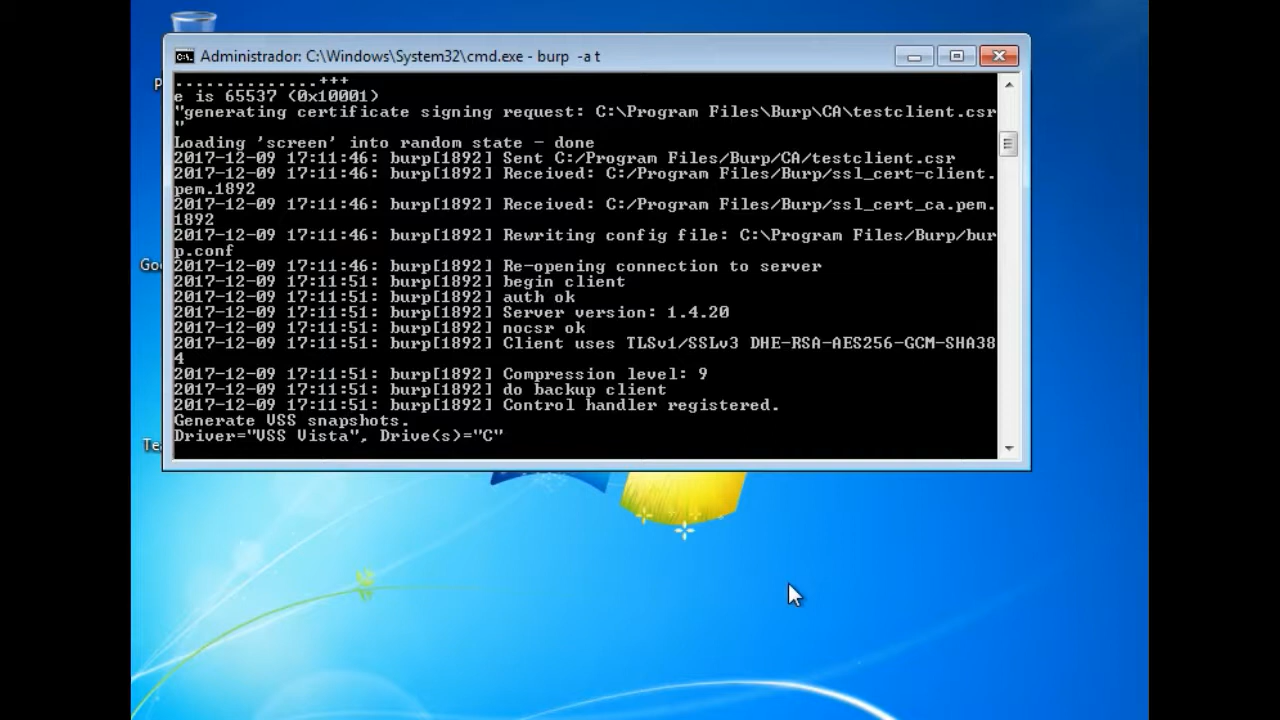 Administrador: C:\Windows\System32\cmd.exe - burp  -a t
..............+++
e is 65537 (0x10001)
"generating certificate signing request: C:\Program Files\Burp\CA\testclient.csr
"
Loading 'screen' into random state - done
2017-12-09 17:11:46: burp[1892] Sent C:/Program Files/Burp/CA/testclient.csr
2017-12-09 17:11:46: burp[1892] Received: C:/Program Files/Burp/ssl_cert-client.
pem.1892
2017-12-09 17:11:46: burp[1892] Received: C:/Program Files/Burp/ssl_cert_ca.pem.
1892
2017-12-09 17:11:46: burp[1892] Rewriting config file: C:\Program Files/Burp/bur
p.conf
2017-12-09 17:11:46: burp[1892] Re-opening connection to server
2017-12-09 17:11:51: burp[1892] begin client
2017-12-09 17:11:51: burp[1892] auth ok
2017-12-09 17:11:51: burp[1892] Server version: 1.4.20
2017-12-09 17:11:51: burp[1892] nocsr ok
2017-12-09 17:11:51: burp[1892] Client uses TLSv1/SSLv3 DHE-RSA-AES256-GCM-SHA38
4
2017-12-09 17:11:51: burp[1892] Compression level: 9
2017-12-09 17:11:51: burp[1892] do backup client
2017-12-09 17:11:51: burp[1892] Control handler registered.
Generate VSS snapshots.
Driver="VSS Vista", Drive(s)="C"